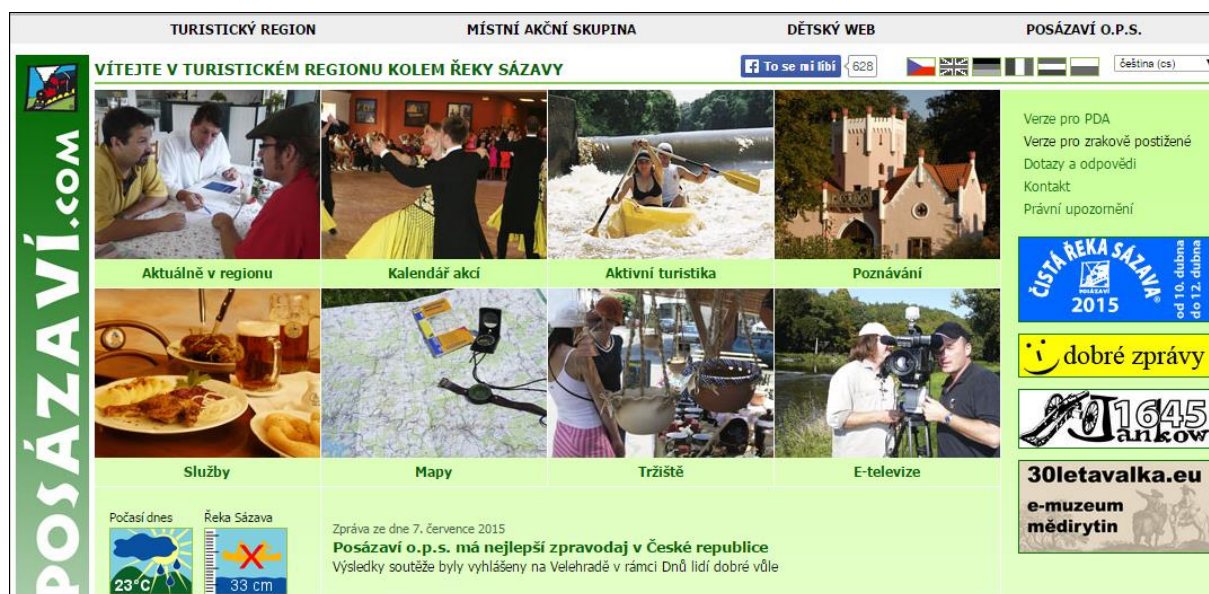 TURISTICKÝ REGION
MÍSTNÍ AKČNÍ SKUPINA
DĚTSKÝ WEB
POSÁZAVÍ O.P.S.
POSÁZAVÍ.COM
VÍTEJTE V TURISTICKÉM REGIONU KOLEM ŘEKY SÁZAVY
To se mi líbí
628
čeština (cs)
Aktuálně v regionu
Kalendář akcí
Aktivní turistika
Poznávání
Služby
Mapy
Tržiště
E-televize
Verze pro PDA
Verze pro zrakově postižené
Dotazy a odpovědi
Kontakt
Právní upozornění
ČISTÁ ŘEKA SÁZAVA®
POSÁZAVÍ
2015
od 10. dubna
do 12. dubna
dobré zprávy
1645
Jankow
30letavalka.eu
e-muzeum
mědirytin
Počasí dnes
23°C
Řeka Sázava
33 cm
Zpráva ze dne 7. července 2015
Posázaví o.p.s. má nejlepší zpravodaj v České republice
Výsledky soutěže byly vyhlášeny na Velehradě v rámci Dnů lidí dobré vůle